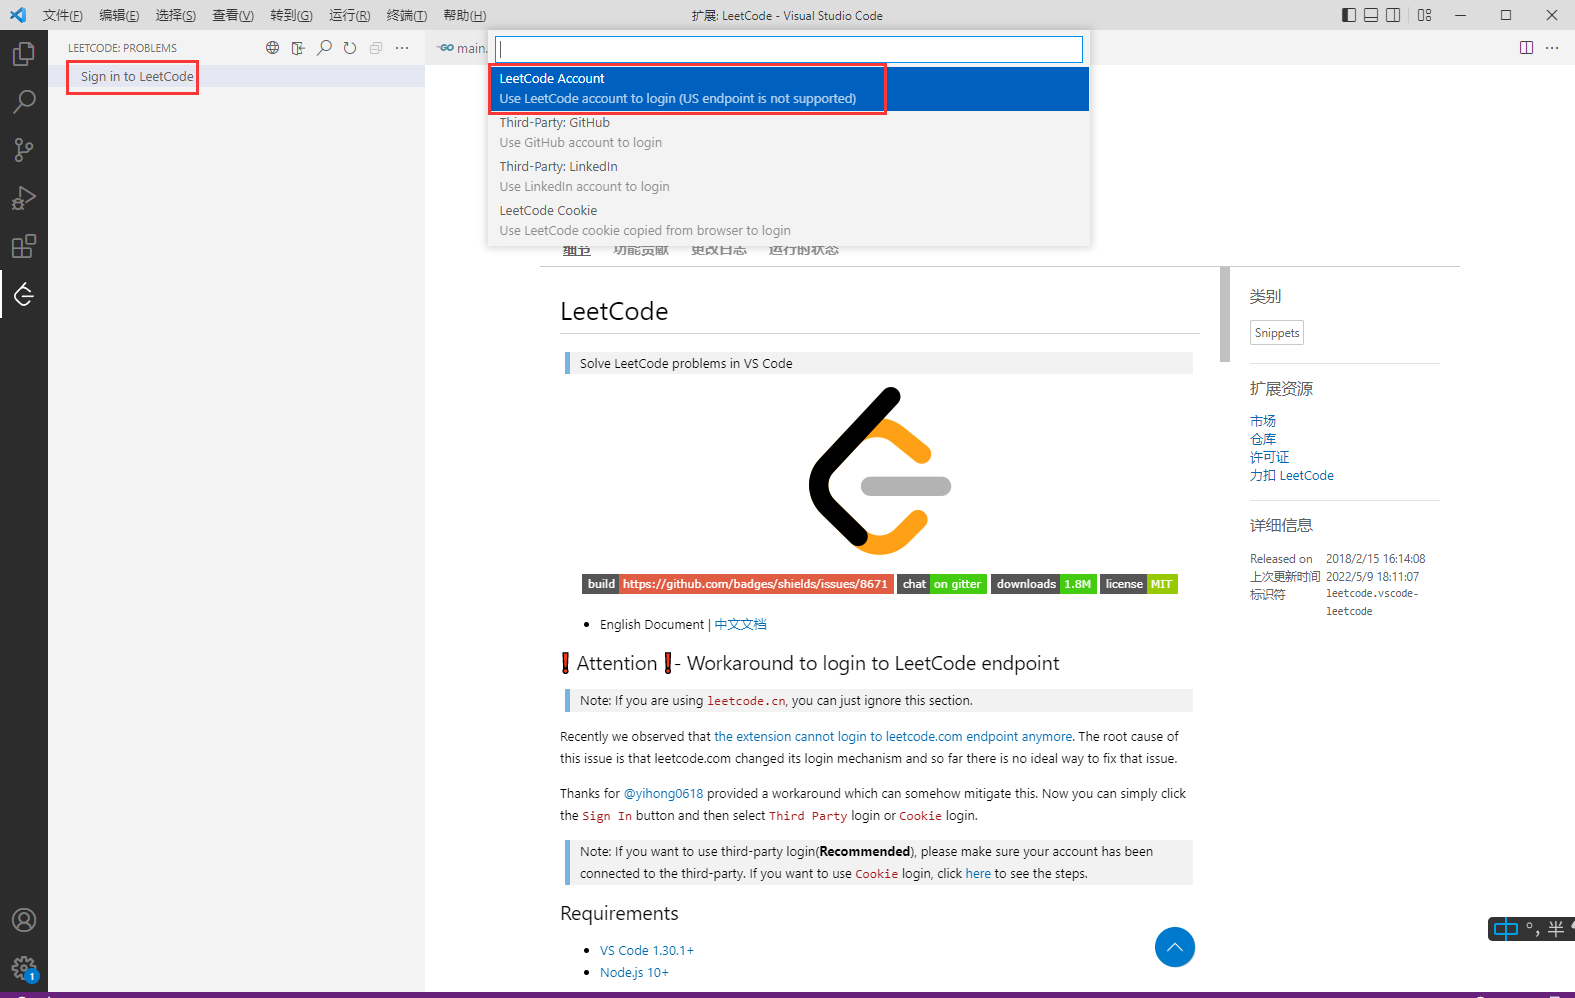 文件(F) 编辑(E) 选择(S) 查看(V) 转到(G) 运行(R) 终端(T) 帮助(H) 扩展: LeetCode - Visual Studio Code
LEETCODE: PROBLEMS
Sign in to LeetCode
main.
LeetCode Account
Use LeetCode account to login (US endpoint is not supported)
Third-Party: GitHub
Use GitHub account to login
Third-Party: LinkedIn
Use LinkedIn account to login
LeetCode Cookie
Use LeetCode cookie copied from browser to login
细节 功能贡献 更改日志 运行时状态
LeetCode
Solve LeetCode problems in VS Code
build https://github.com/badges/shields/issues/8671 chat on gitter downloads 1.8M license MIT
• English Document | 中文文档
❗ Attention ❗- Workaround to login to LeetCode endpoint
Note: If you are using leetcode.cn, you can just ignore this section.
Recently we observed that the extension cannot login to leetcode.com endpoint anymore. The root cause of
this issue is that leetcode.com changed its login mechanism and so far there is no ideal way to fix that issue.
Thanks for @yihong0618 provided a workaround which can somehow mitigate this. Now you can simply click
the Sign In button and then select Third Party login or Cookie login.
Note: If you want to use third-party login(Recommended), please make sure your account has been
connected to the third-party. If you want to use Cookie login, click here to see the steps.
Requirements
• VS Code 1.30.1+
• Node.js 10+
类别
Snippets
扩展资源
市场
仓库
许可证
力扣 LeetCode
详细信息
Released on 2018/2/15 16:14:08
上次更新时间 2022/5/9 18:11:07
标识符 leetcode.vscode-
leetcode
中 °, 半
1